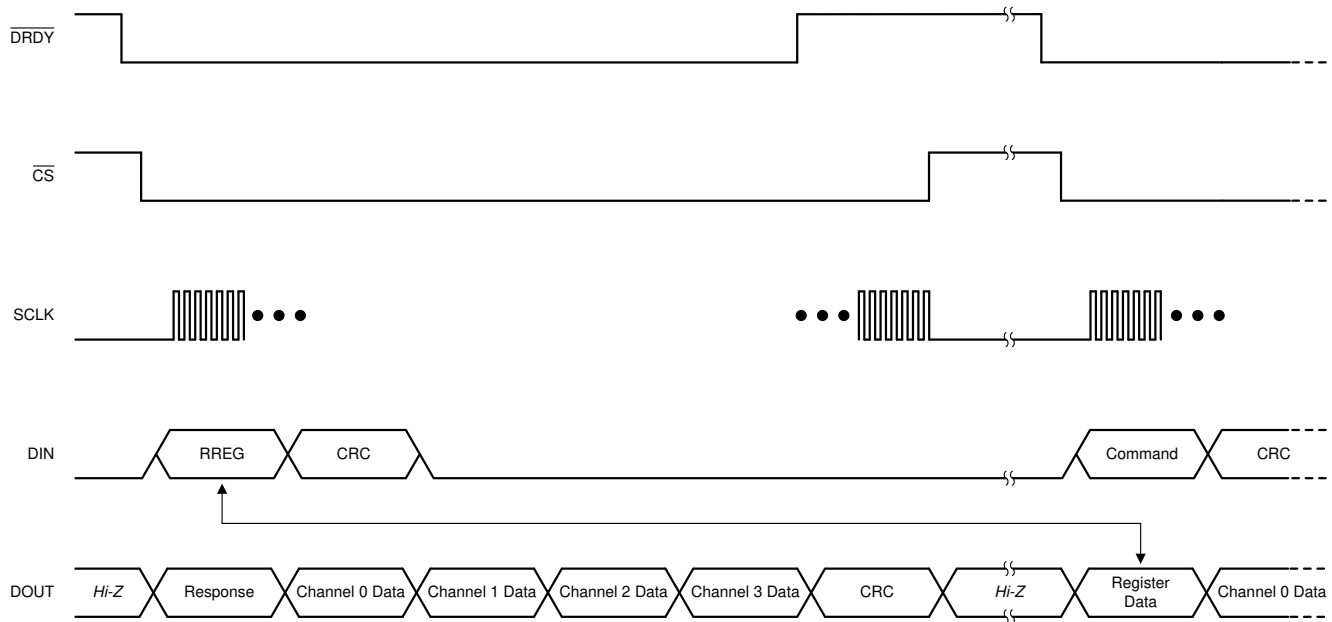 DRDY
CS
SCLK
DIN
RREG
CRC
Command
CRC
DOUT
Hi-Z
Response
Channel 0 Data
Channel 1 Data
Channel 2 Data
Channel 3 Data
CRC
Hi-Z
Register
Data
Channel 0 Data